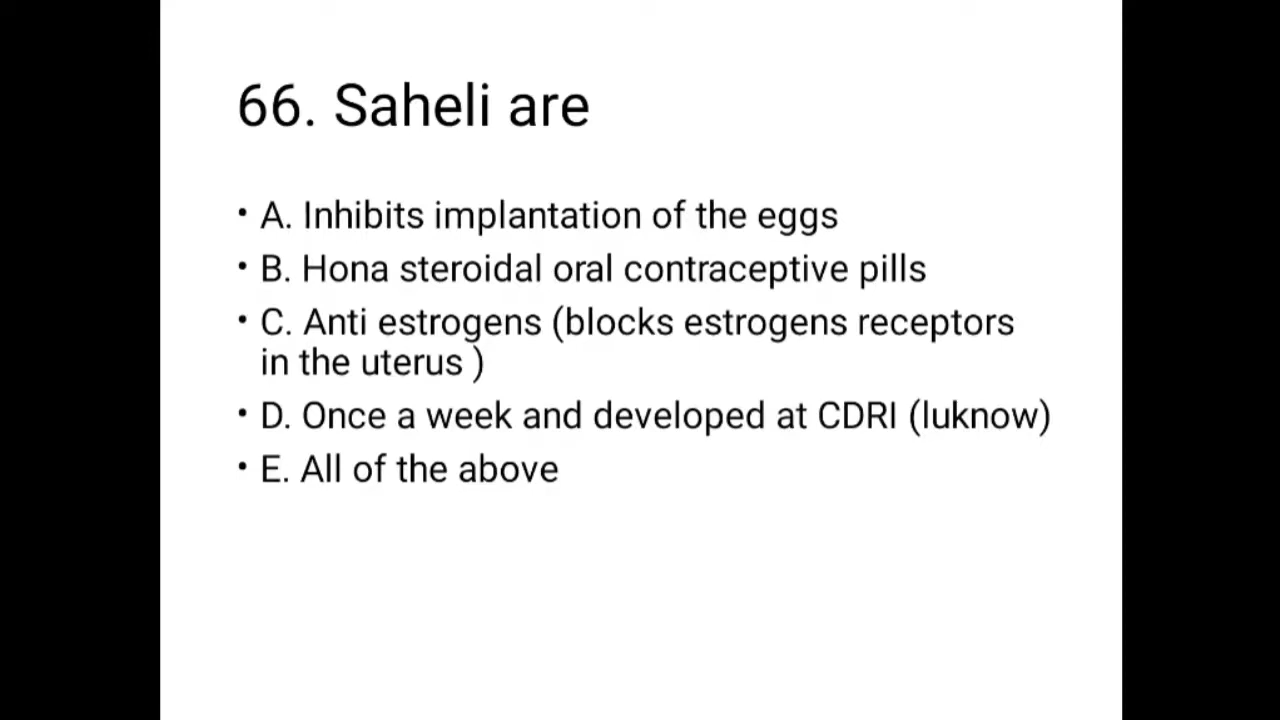 66. Saheli are
• A. Inhibits implantation of the eggs
• B. Hona steroidal oral contraceptive pills
• C. Anti estrogens (blocks estrogens receptors
in the uterus )
• D. Once a week and developed at CDRI (luknow)
• E. All of the above